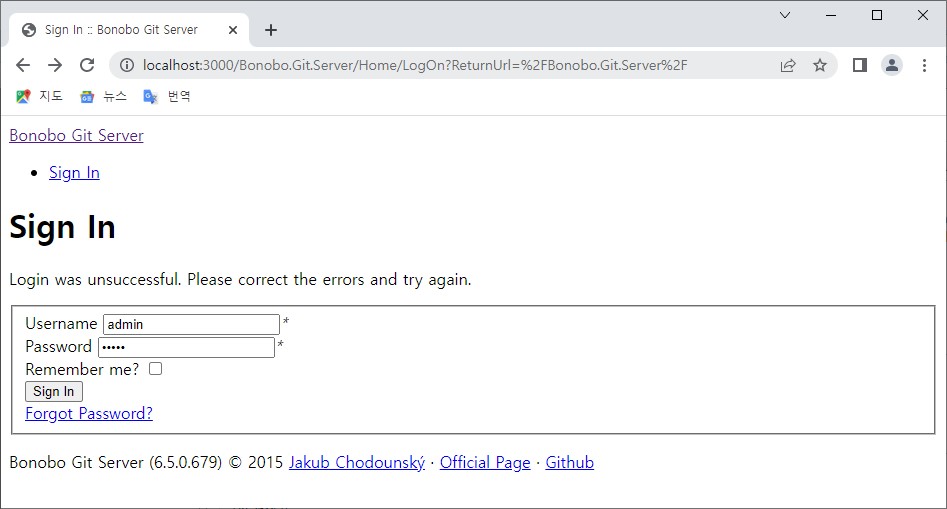 Sign In :: Bonobo Git Server
localhost:3000/Bonobo.Git.Server/Home/LogOn?ReturnUrl=%2FBonobo.Git.Server%2F
지도 뉴스 번역
Bonobo Git Server
Sign In
Sign In
Login was unsuccessful. Please correct the errors and try again.
Username admin *
Password ••••• *
Remember me?
Sign In
Forgot Password?
Bonobo Git Server (6.5.0.679) © 2015 Jakub Chodounský · Official Page · Github